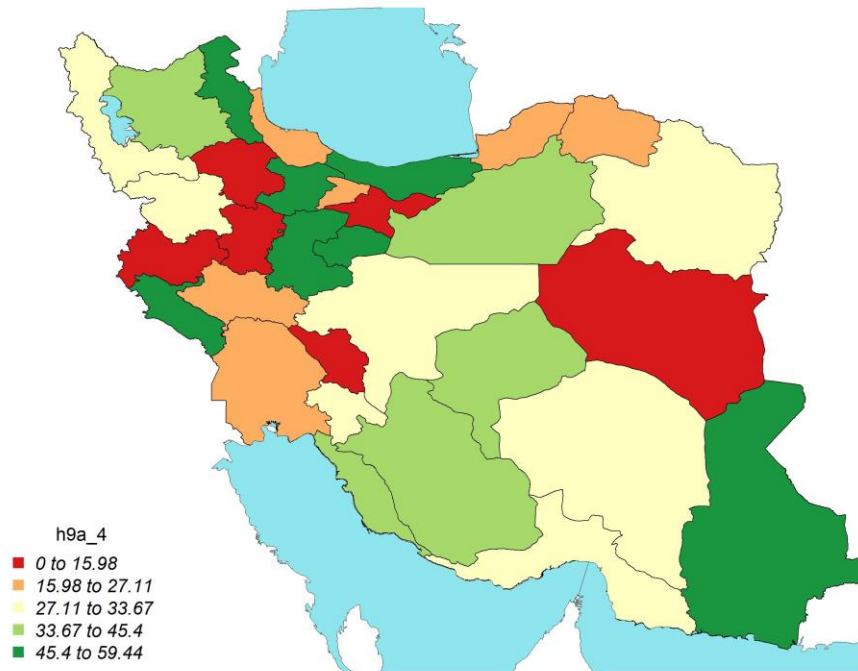 h9a_4
0 to 15.98
15.98 to 27.11
27.11 to 33.67
33.67 to 45.4
45.4 to 59.44